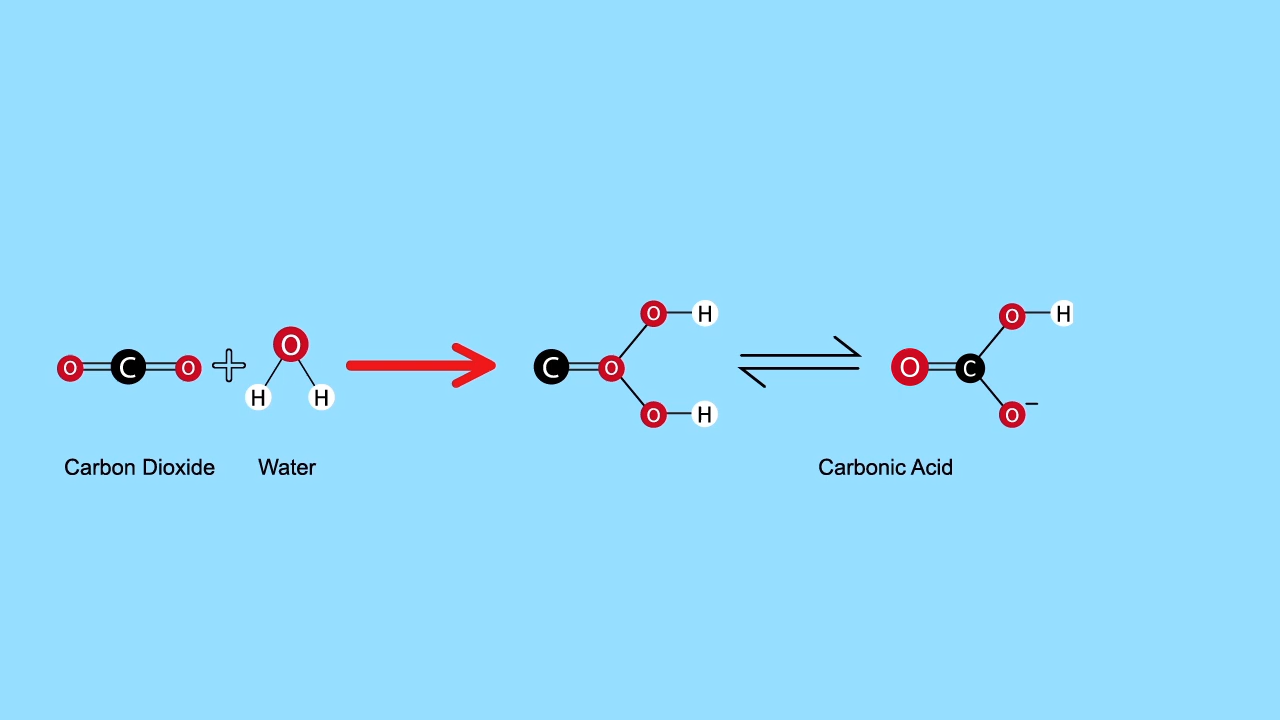 O H O H
O C O + O C O O C
H H O H O −
Carbon Dioxide Water Carbonic Acid